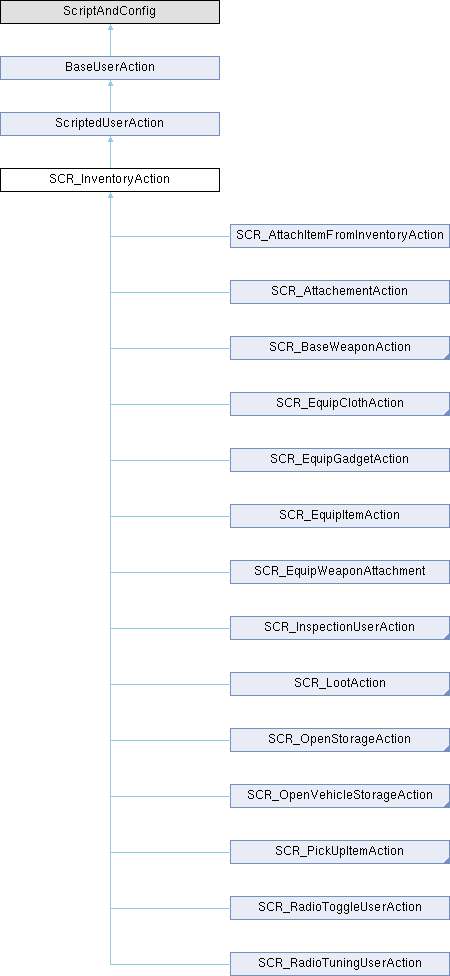 ScriptAndConfig
BaseUserAction
ScriptedUserAction
SCR_InventoryAction
SCR_AttachItemFromInventoryAction
SCR_AttachementAction
SCR_BaseWeaponAction
SCR_EquipClothAction
SCR_EquipGadgetAction
SCR_EquipItemAction
SCR_EquipWeaponAttachment
SCR_InspectionUserAction
SCR_LootAction
SCR_OpenStorageAction
SCR_OpenVehicleStorageAction
SCR_PickUpItemAction
SCR_RadioToggleUserAction
SCR_RadioTuningUserAction